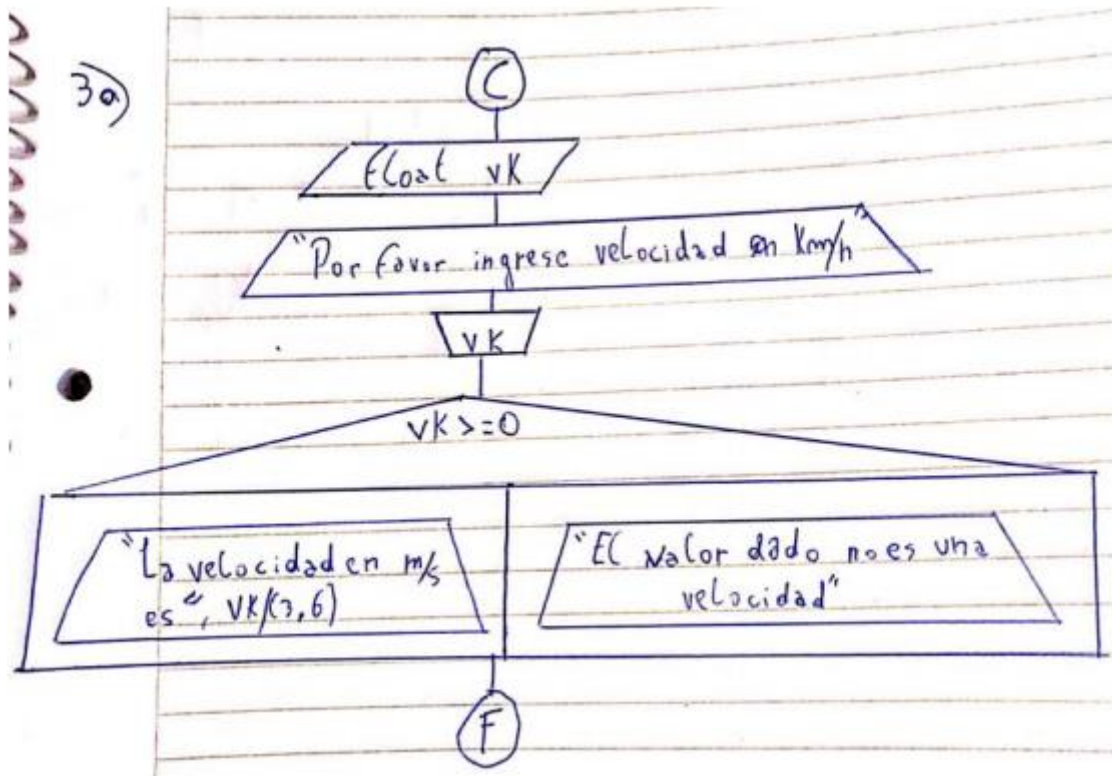 3a)
C
Float vK
"Por favor ingrese velocidad en Km/h"
vK
vK>=0
"La velocidad en m/s
es", VK/(3,6)
"El valor dado no es una
velocidad"
F